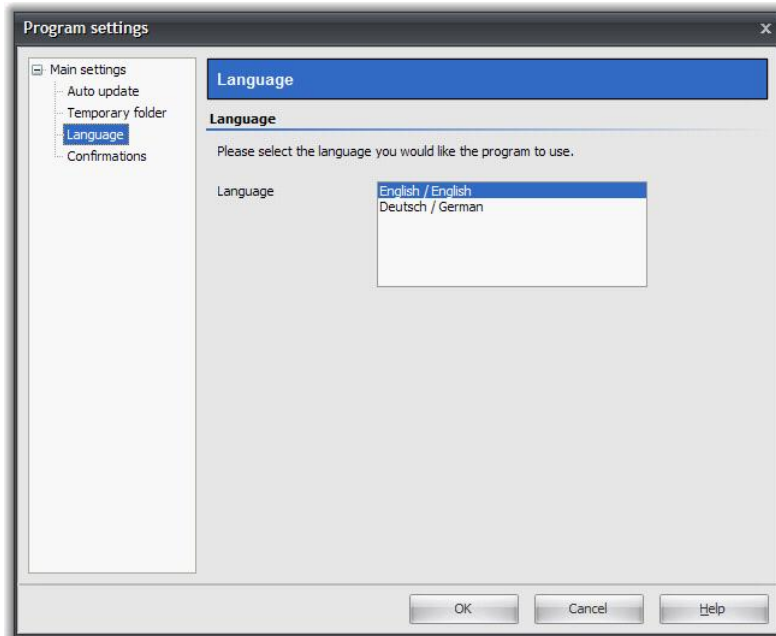 Program settings
x
Main settings
Auto update
Temporary folder
Language
Confirmations
Language
Language
Please select the language you would like the program to use.
Language
English / English
Deutsch / German
OK
Cancel
Help